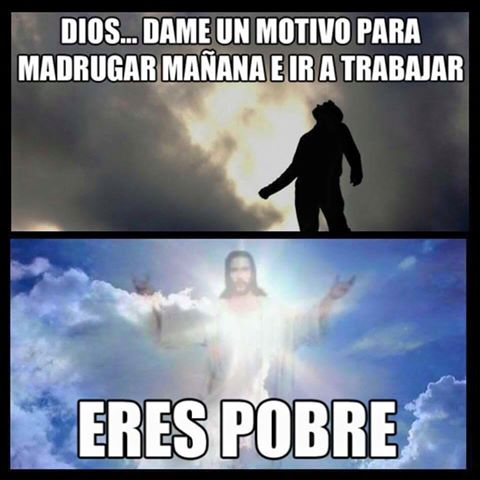 DIOS... DAME UN MOTIVO PARA
MADRUGAR MAÑANA E IR A TRABAJAR
ERES POBRE